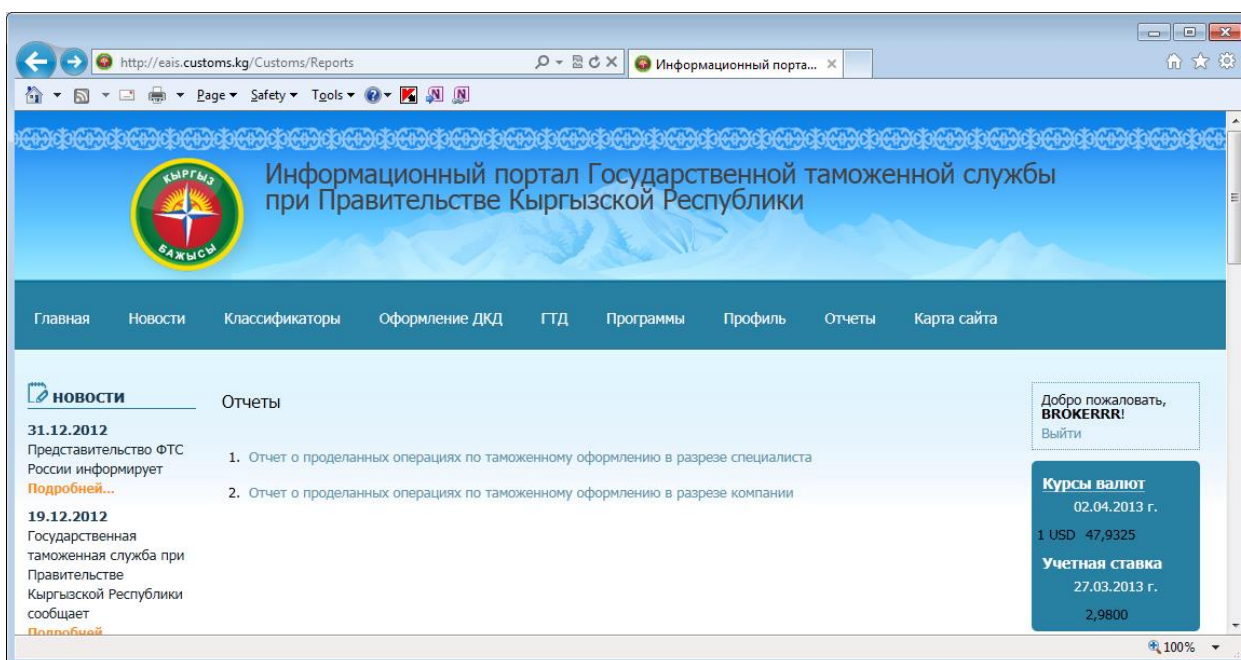 http://eais.customs.kg/Customs/Reports
Информационный порта...
Page Safety Tools
Информационный портал Государственной таможенной службы
при Правительстве Кыргызской Республики
КЫРГЫЗ
БАЖЫСЫ
Главная Новости Классификаторы Оформление ДКД ГТД Программы Профиль Отчеты Карта сайта
новости
31.12.2012
Представительство ФТС
России информирует
Подробней...
19.12.2012
Государственная
таможенная служба при
Правительстве
Кыргызской Республики
сообщает
Подробней
Отчеты
1. Отчет о проделанных операциях по таможенному оформлению в разрезе специалиста
2. Отчет о проделанных операциях по таможенному оформлению в разрезе компании
Добро пожаловать,
BROKERRR!
Выйти
Курсы валют
02.04.2013 г.
1 USD 47,9325
Учетная ставка
27.03.2013 г.
2,9800
100%